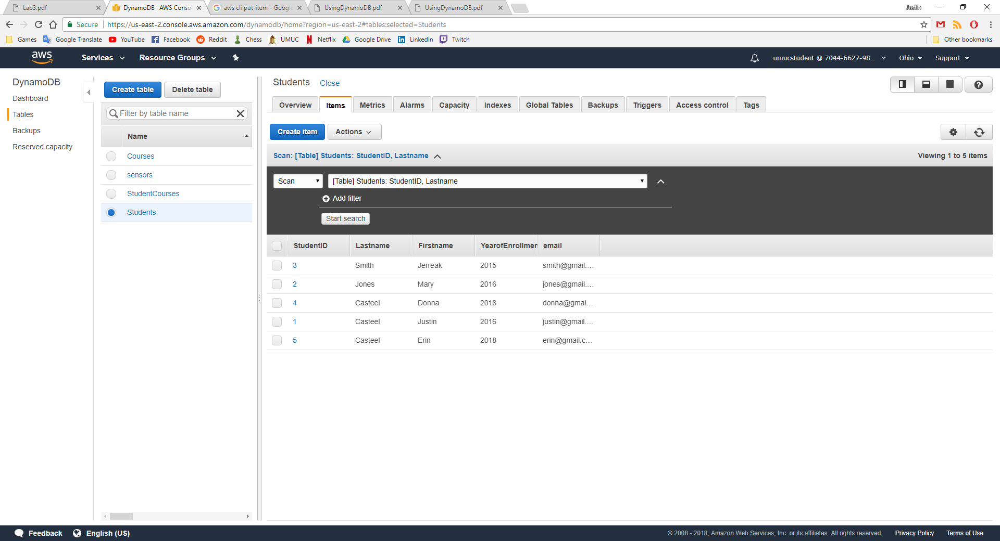 Lab3.pdf
DynamoDB · AWS Conso
aws cli put-item - Google
UsingDynamoDB.pdf
UsingDynamoDB.pdf
Justin
Secure
https://us-east-2.console.aws.amazon.com/dynamodb/home?region=us-east-2#tables:selected=Students
Games
Google Translate
YouTube
Facebook
Reddit
Chess
UMUC
Netflix
Google Drive
LinkedIn
Twitch
Other bookmarks
aws
Services
Resource Groups
umucstudent @ 7044-6627-98...
Ohio
Support
DynamoDB
Dashboard
Tables
Backups
Reserved capacity
Create table
Delete table
Filter by table name
Name
Courses
sensors
StudentCourses
Students
Students
Close
Overview
Items
Metrics
Alarms
Capacity
Indexes
Global Tables
Backups
Triggers
Access control
Tags
Create item
Actions
Scan: [Table] Students: StudentID, Lastname
Viewing 1 to 5 items
Scan
[Table] Students: StudentID, Lastname
Add filter
Start search
StudentID Lastname Firstname YearofEnrollmen email
3 Smith Jerreak 2015 smith@gmail....
2 Jones Mary 2016 jones@gmail....
4 Casteel Donna 2018 donna@gmai...
1 Casteel Justin 2016 justin@gmail....
5 Casteel Erin 2018 erin@gmail.c...
Feedback
English (US)
© 2008 - 2018, Amazon Web Services, Inc. or its affiliates. All rights reserved.
Privacy Policy
Terms of Use